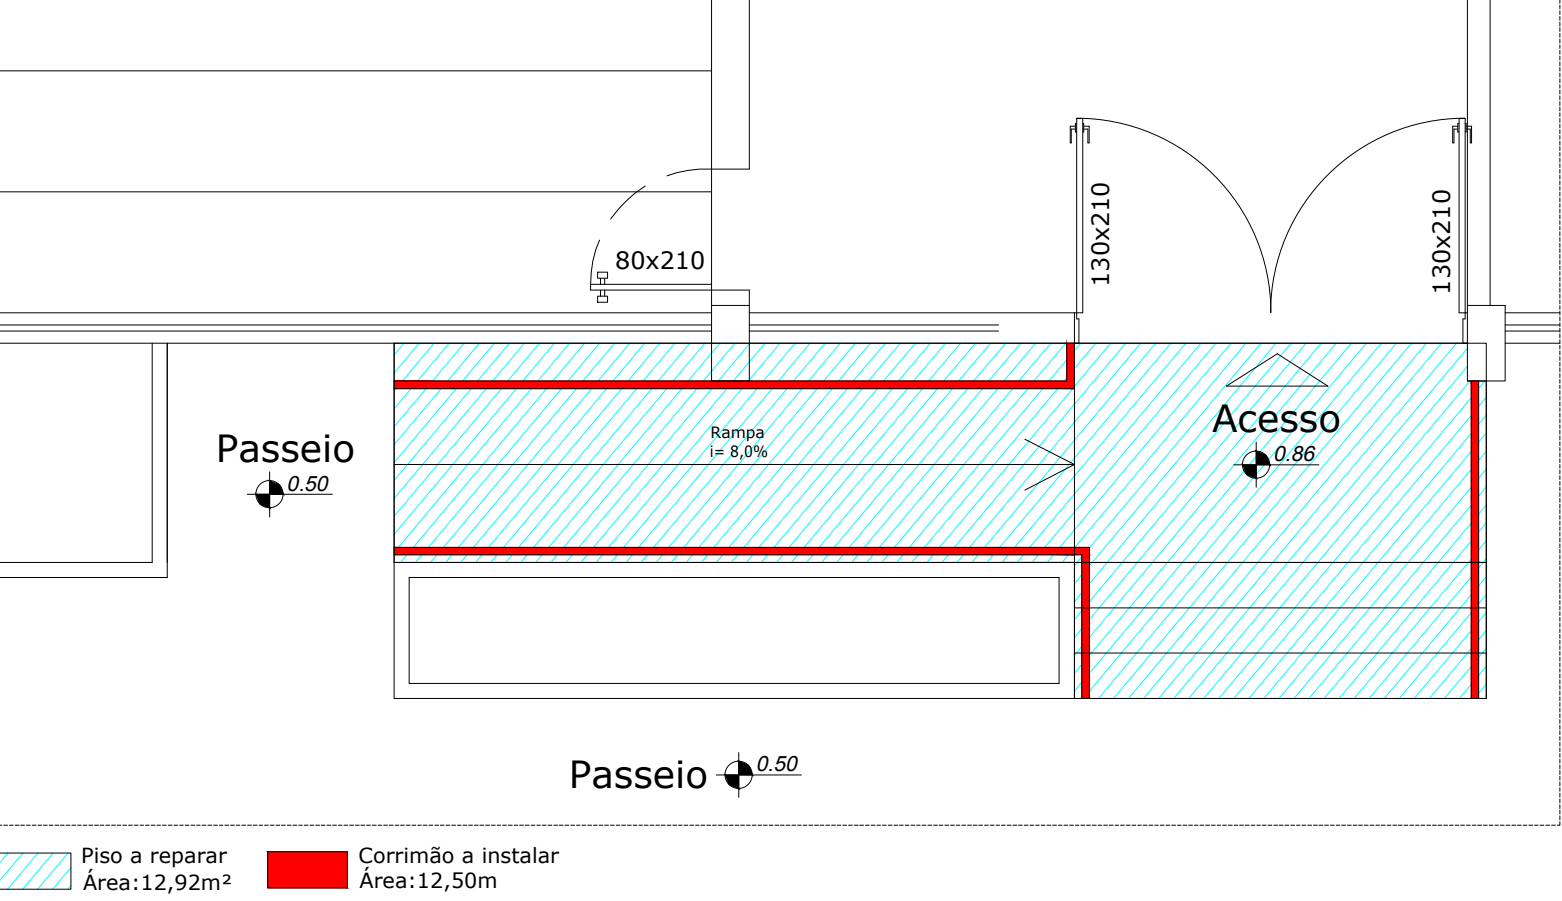 80x210
130x210
130x210
Acesso
0.86
Rampa
i= 8,0%
Passeio
0.50
Passeio
0.50
Piso a reparar
Área:12,92m²
Corrimão a instalar
Área:12,50m